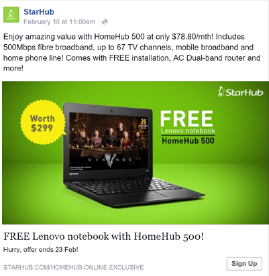 StarHub
February 16 at 11:00am ·
Enjoy amazing value with HomeHub 500 at only $78.80/mth! Includes
500Mbps fibre broadband, up to 67 TV channels, mobile broadband and
home phone line! Comes with FREE installation, AC Dual-band router and
more!
StarHub
Worth
$299
FREE
Lenovo notebook
HomeHub 500
H
VIKINGS
FREE Lenovo notebook with HomeHub 500!
Hurry, offer ends 23 Feb!
STARHUB.COM/HOMEHUB-ONLINE-EXCLUSIVE
Sign Up